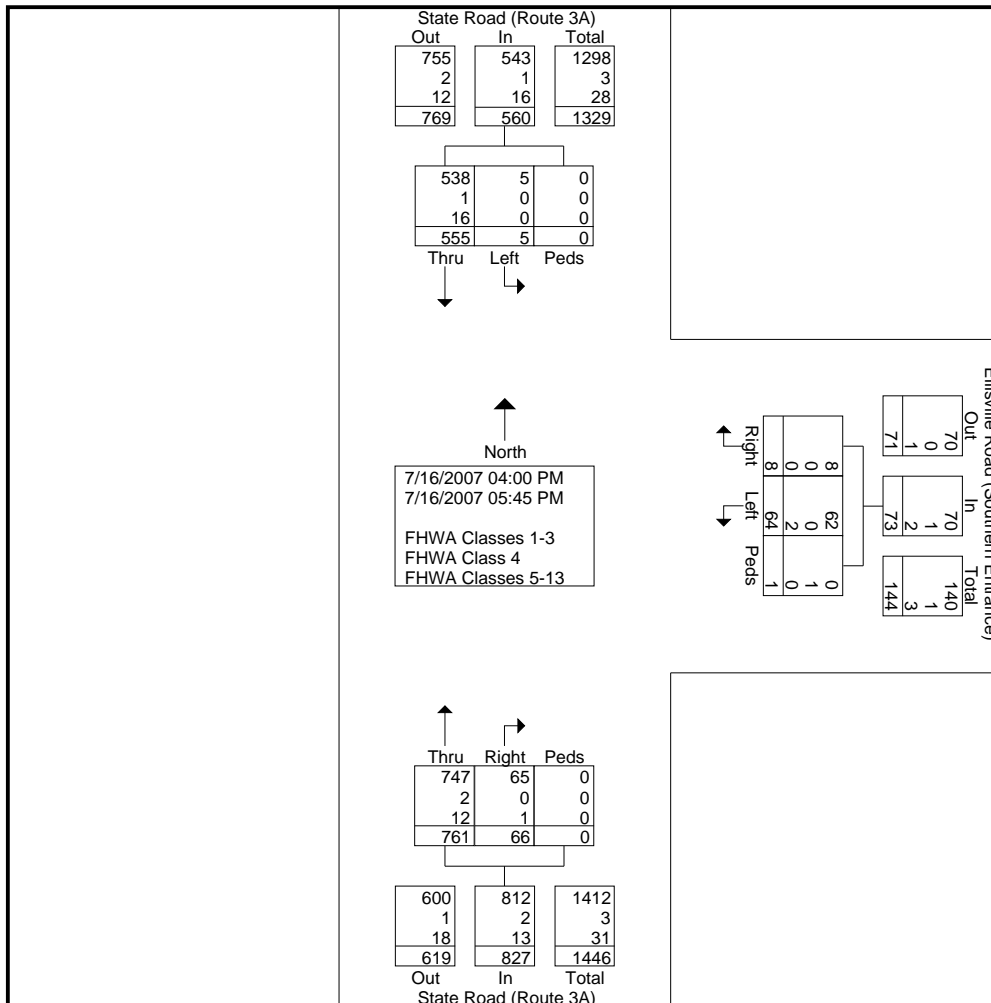 State Road (Route 3A)
Out In Total
755 543 1298
2 1 3
12 16 28
769 560 1329
538 5 0
1 0 0
16 0 0
555 5 0
Thru Left Peds
North
7/16/2007 04:00 PM
7/16/2007 05:45 PM
FHWA Classes 1-3
FHWA Class 4
FHWA Classes 5-13
Ellisville Road (Southern Entrance)
Out In Total
70 70 140
0 1 1
1 2 3
71 73 144
8 62 0
0 0 1
0 2 0
8 64 1
Right Left Peds
Thru Right Peds
747 65 0
2 0 0
12 1 0
761 66 0
600 812 1412
1 2 3
18 13 31
619 827 1446
Out In Total
State Road (Route 3A)